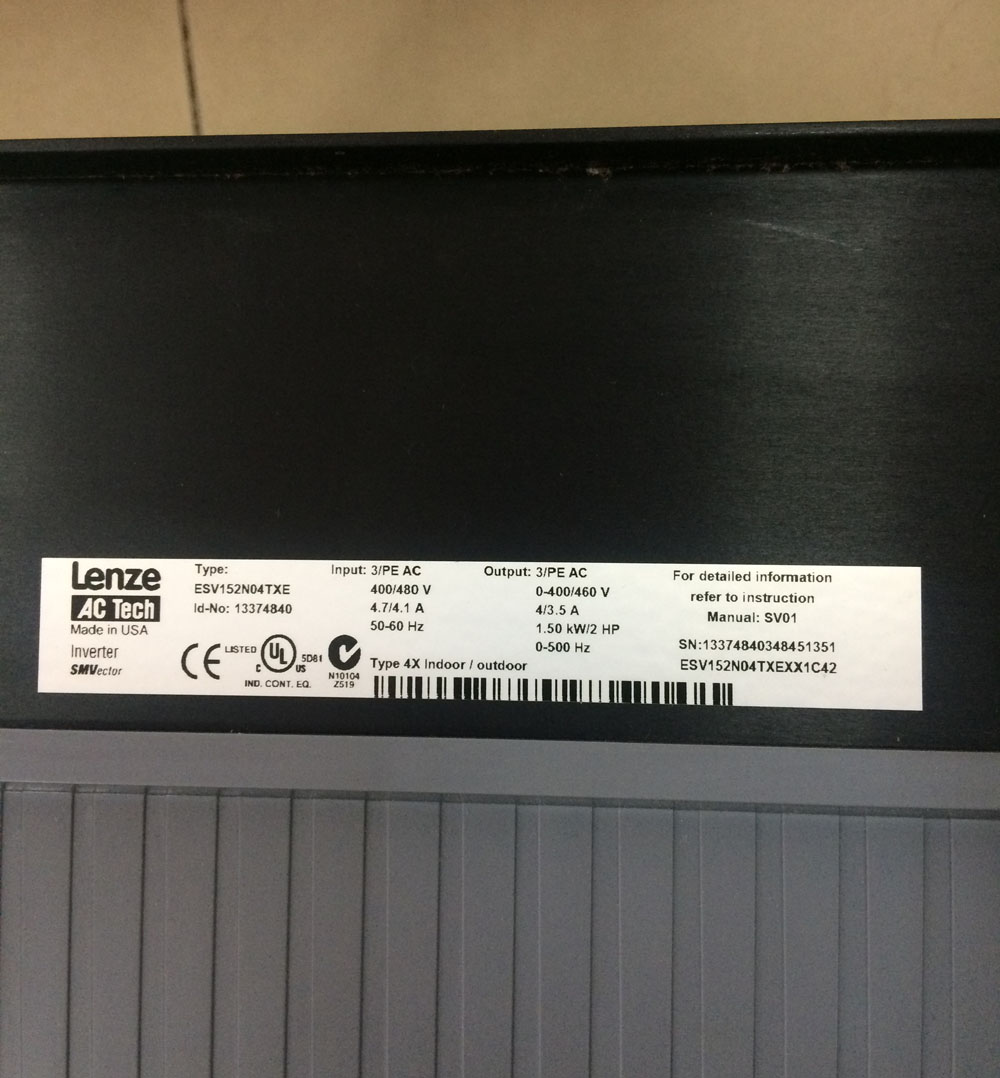 Lenze
AC Tech
Made in USA
Inverter
SMVector
Type:
ESV152N04TXE
Id-No: 13374840
CE
LISTED
C UL US
5D81
IND. CONT. EQ.
N10104
Z519
Input: 3/PE AC
400/480 V
4.7/4.1 A
50-60 Hz
Type 4X Indoor / outdoor
Output: 3/PE AC
0-400/460 V
4/3.5 A
1.50 kW/2 HP
0-500 Hz
For detailed information
refer to instruction
Manual: SV01
SN:13374840348451351
ESV152N04TXEXX1C42